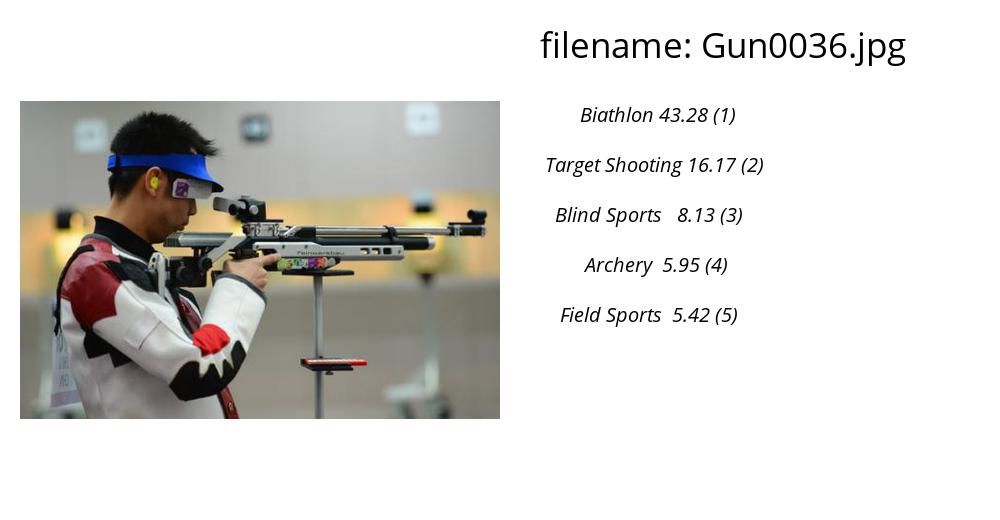 filename: Gun0036.jpg
Biathlon 43.28 (1)
Target Shooting 16.17 (2)
Blind Sports 8.13 (3)
Archery 5.95 (4)
Field Sports 5.42 (5)
Feinwerkbau